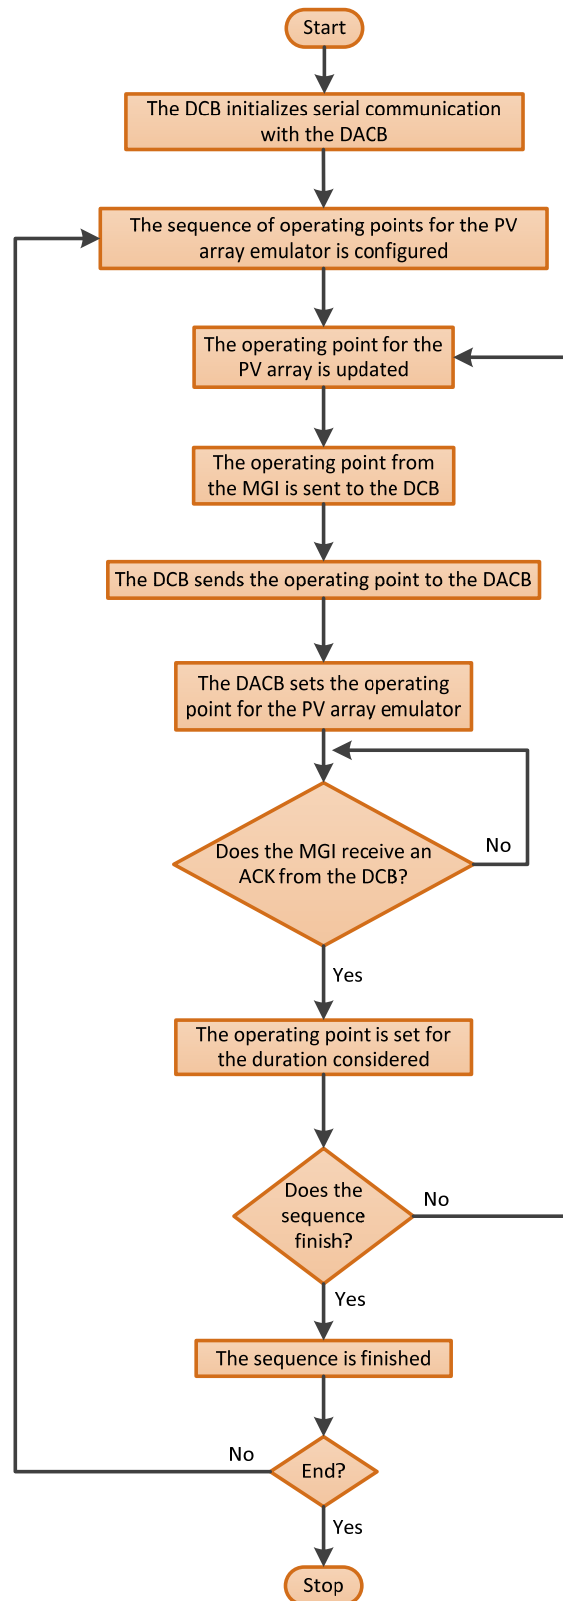 Start
The DCB initializes serial communication
with the DACB
The sequence of operating points for the PV
array emulator is configured
The operating point for the
PV array is updated
The operating point from
the MGI is sent to the DCB
The DCB sends the operating point to the DACB
The DACB sets the operating
point for the PV array emulator
Does the MGI receive an
ACK from the DCB?
No
Yes
The operating point is set for
the duration considered
Does the
sequence
finish?
No
Yes
The sequence is finished
End?
No
Yes
Stop